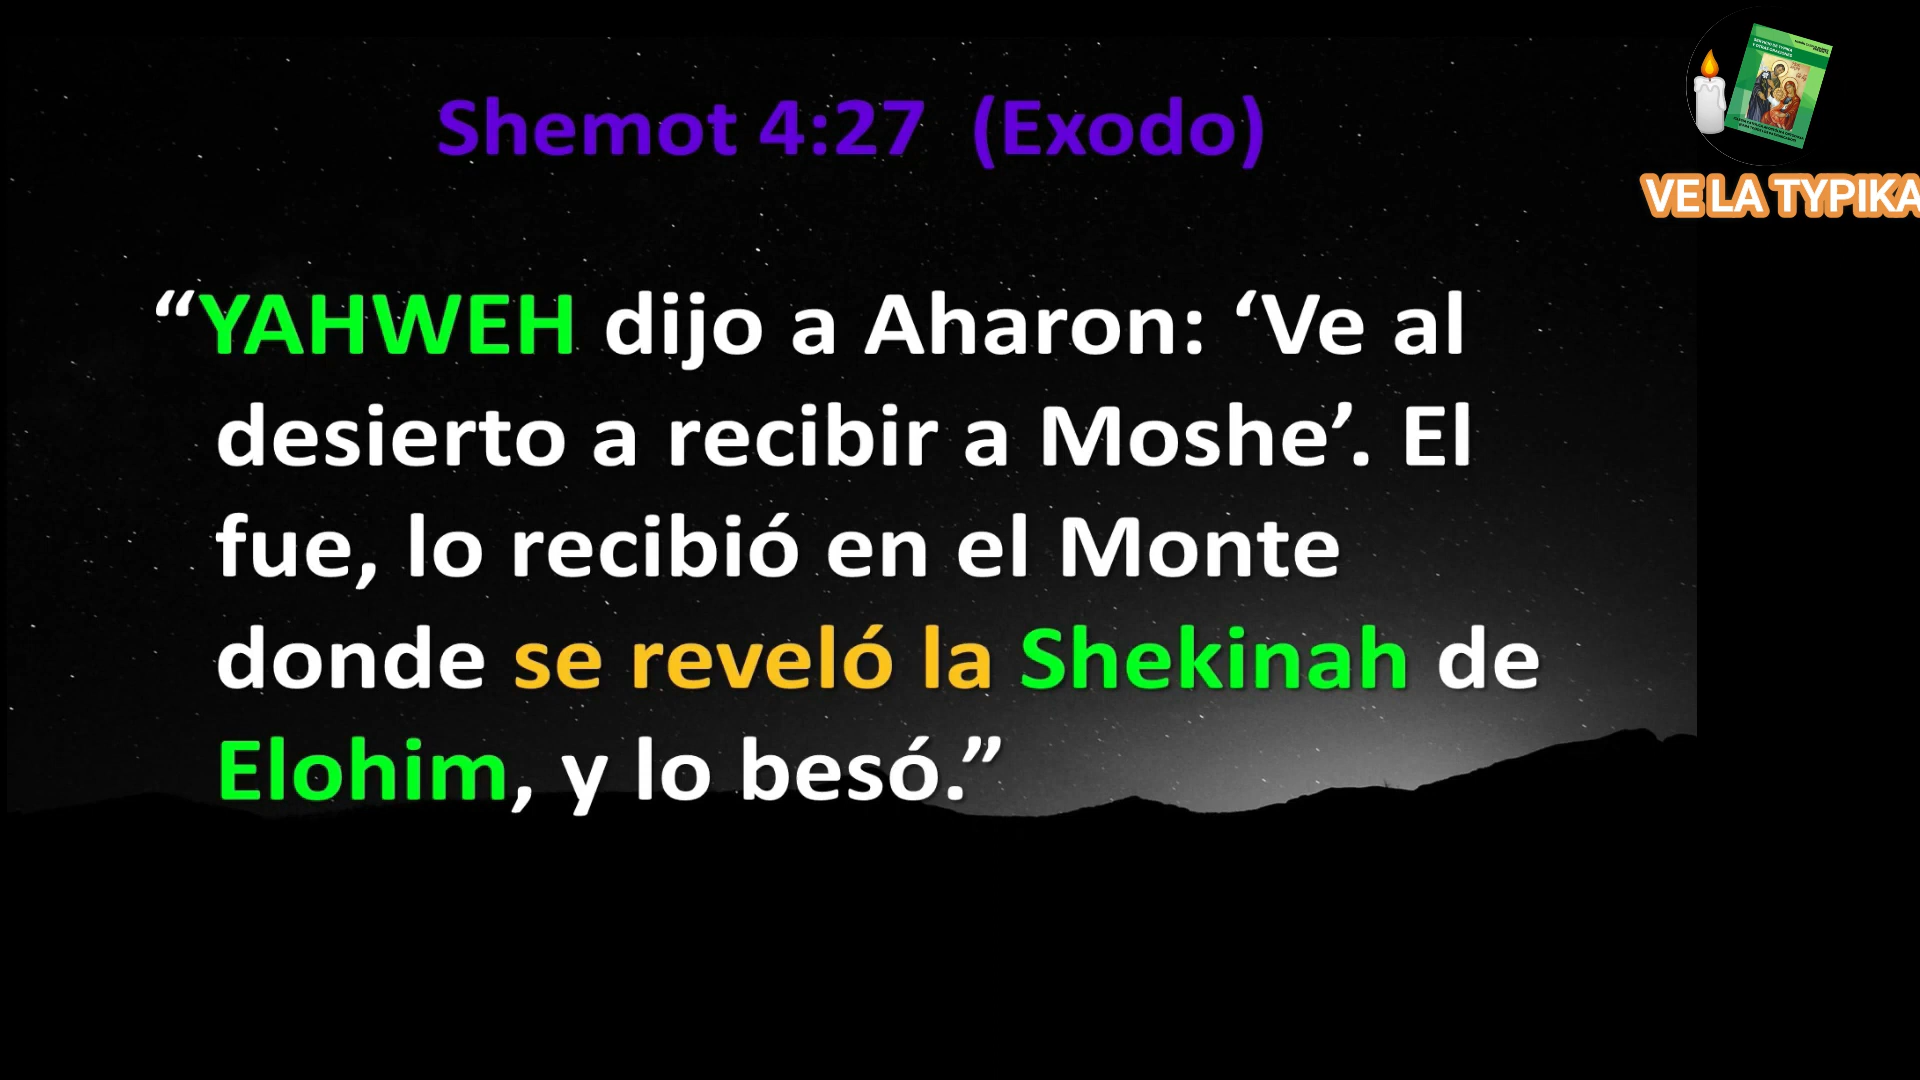 Shemot 4:27 (Exodo)
VE LA TYPIKA
“YAHWEH dijo a Aharon: ‘Ve al
desierto a recibir a Moshe’. El
fue, lo recibió en el Monte
donde se reveló la Shekinah de
Elohim, y lo besó.”